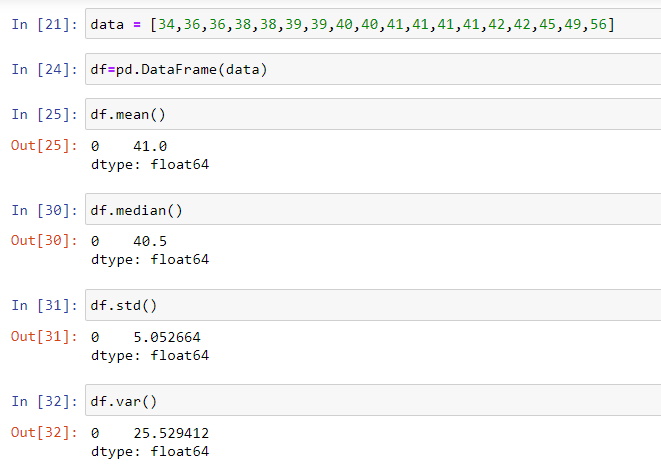 In [21]: data = [34,36,36,38,38,39,39,40,40,41,41,41,41,42,42,45,49,56]
In [24]: df=pd.DataFrame(data)
In [25]: df.mean()
Out[25]: 0    41.0
dtype: float64
In [30]: df.median()
Out[30]: 0    40.5
dtype: float64
In [31]: df.std()
Out[31]: 0    5.052664
dtype: float64
In [32]: df.var()
Out[32]: 0    25.529412
dtype: float64